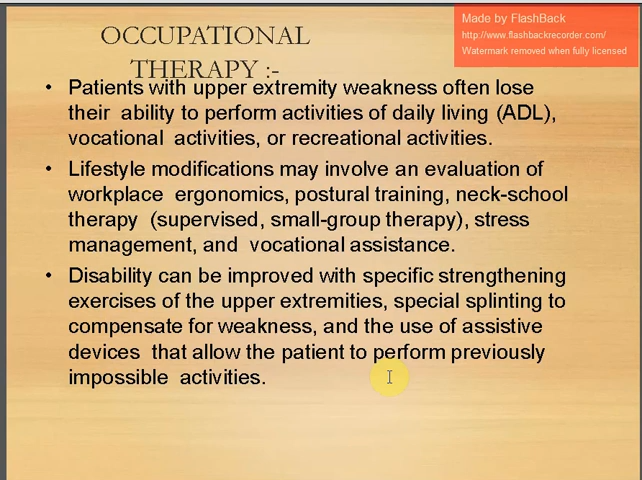 OCCUPATIONAL
THERAPY :-
Made by FlashBack
http://www.flashbackrecorder.com/
Watermark removed when fully licensed
• Patients with upper extremity weakness often lose
their ability to perform activities of daily living (ADL),
vocational activities, or recreational activities.
• Lifestyle modifications may involve an evaluation of
workplace ergonomics, postural training, neck-school
therapy (supervised, small-group therapy), stress
management, and vocational assistance.
• Disability can be improved with specific strengthening
exercises of the upper extremities, special splinting to
compensate for weakness, and the use of assistive
devices that allow the patient to perform previously
impossible activities.